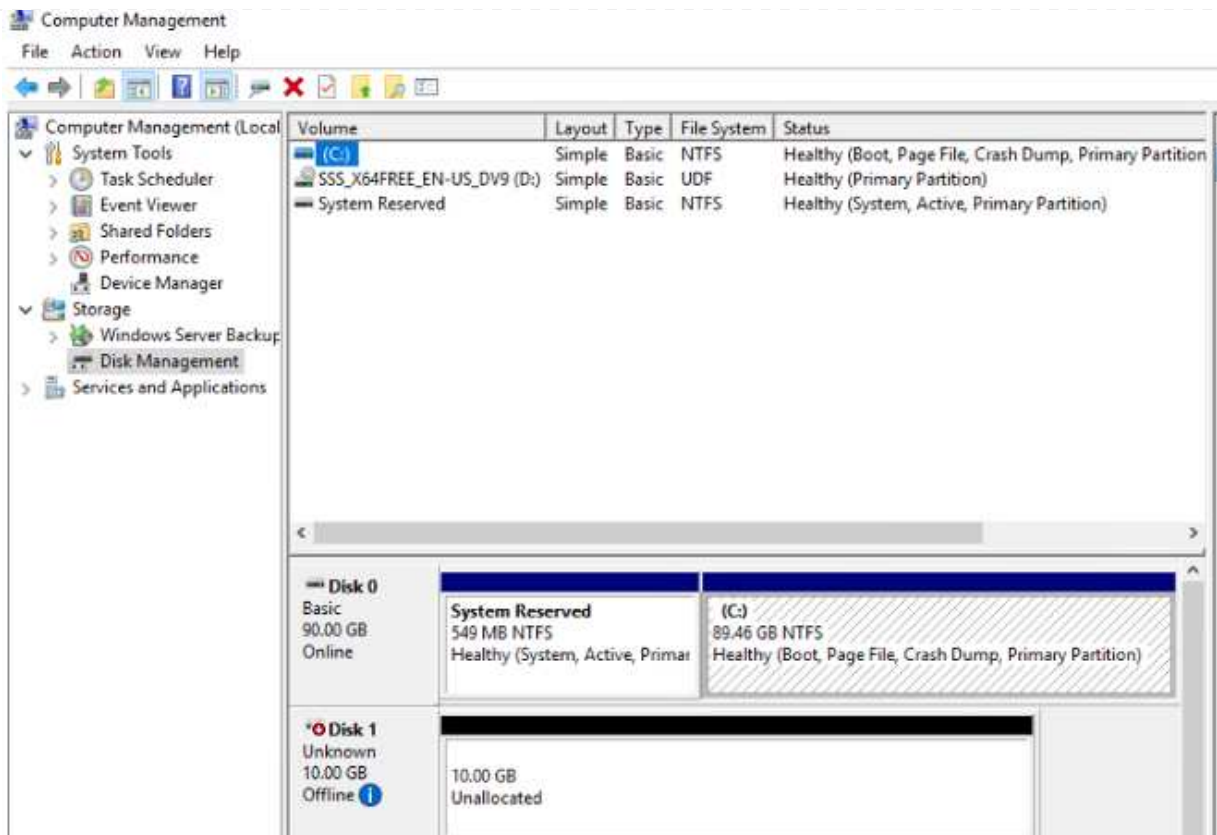 Computer Management
File Action View Help
Computer Management (Local
System Tools
Task Scheduler
Event Viewer
Shared Folders
Performance
Device Manager
Storage
Windows Server Backup
Disk Management
Services and Applications
Volume Layout Type File System Status
(C:) Simple Basic NTFS Healthy (Boot, Page File, Crash Dump, Primary Partition
SSS_X64FREE_EN-US_DV9 (D:) Simple Basic UDF Healthy (Primary Partition)
System Reserved Simple Basic NTFS Healthy (System, Active, Primary Partition)
Disk 0
Basic
90.00 GB
Online
System Reserved
549 MB NTFS
Healthy (System, Active, Primar
(C:)
89.46 GB NTFS
Healthy (Boot, Page File, Crash Dump, Primary Partition)
Disk 1
Unknown
10.00 GB
Offline
10.00 GB
Unallocated